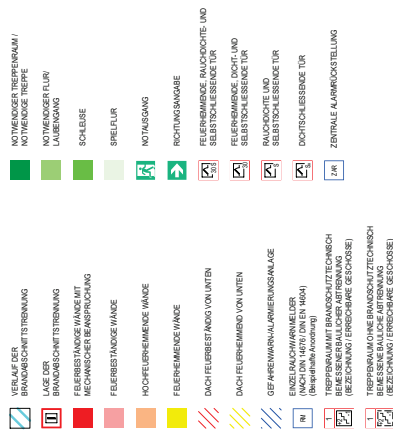 VERLAUF DER
BRANDABSCHNITTSTRENNUNG
LAGE DER
BRANDABSCHNITTSTRENNUNG
FEUERBESTÄNDIGE WÄNDE MIT
MECHANISCHER BEANSPRUCHUNG
FEUERBESTÄNDIGE WÄNDE
HOCHFEUERHEMMENDE WÄNDE
FEUERHEMMENDE WÄNDE
DACH FEUERBESTÄNDIG VON UNTEN
DACH FEUERHEMMEND VON UNTEN
GEFAHRENWARN-/ALARMIERUNGSANLAGE
RM
EINZELRAUCHWARNMELDER
(NACH DIN 14676/ DIN EN 14604)
(Beispielhafte Anordnung)
1
TREPPENRAUM MIT BRANDSCHUTZTECHNISCH
BEMESSENER BAULICHER ABTRENNUNG
(BEZEICHNUNG / ERREICHBARE GESCHOSSE)
1
TREPPENRAUM OHNE BRANDSCHUTZTECHNISCH
BEMESSENE BAULICHE ABTRENNUNG
(BEZEICHNUNG / ERREICHBARE GESCHOSSE)
NOTWENDIGER TREPPENRAUM /
NOTWENDIGE TREPPE
NOTWENDIGER FLUR/
LAUBENGANG
SCHLEUSE
SPIELFLUR
NOTAUSGANG
RICHTUNGSANGABE
30 S
FEUERHEMMENDE, RAUCHDICHTE- UND
SELBSTSCHLIESSENDE TÜR
30
FEUERHEMMENDE, DICHT- UND
SELBSTSCHLIESSENDE TÜR
S
RAUCHDICHTE UND
SELBSTSCHLIESSENDE TÜR
DICHTSCHLIESSENDE TÜR
ZAR
ZENTRALE ALARMRÜCKSTELLUNG